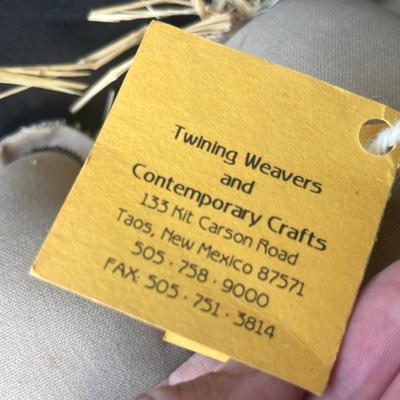 Twining Weavers
and
Contemporary Crafts
133 Kit Carson Road
Taos, New Mexico 87571
505 · 758 · 9000
FAX: 505 · 751 · 3814